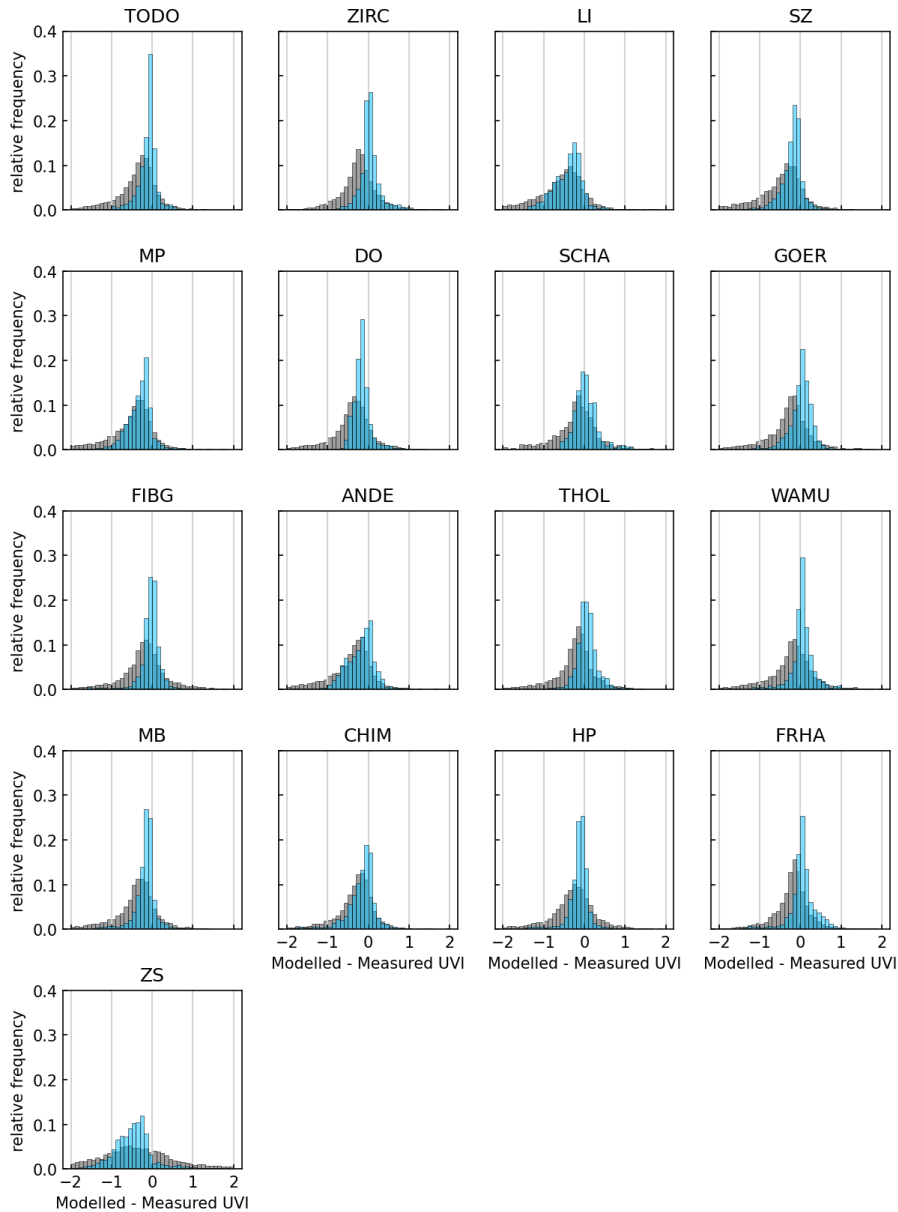 TODO ZIRC LI SZ
0.4
0.3
0.2
0.1
0.0
relative frequency
MP DO SCHA GOER
0.4
0.3
0.2
0.1
0.0
relative frequency
FIBG ANDE THOL WAMU
0.4
0.3
0.2
0.1
0.0
relative frequency
MB CHIM HP FRHA
0.4
0.3
0.2
0.1
0.0
relative frequency
−2 −1 0 1 2 −2 −1 0 1 2 −2 −1 0 1 2
Modelled - Measured UVI Modelled - Measured UVI Modelled - Measured UVI
ZS
0.4
0.3
0.2
0.1
0.0
relative frequency
−2 −1 0 1 2
Modelled - Measured UVI